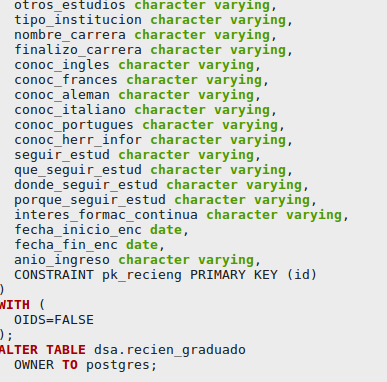 otros_estudios character varying,
tipo_institucion character varying,
nombre_carrera character varying,
finalizo_carrera character varying,
conoc_ingles character varying,
conoc_frances character varying,
conoc_aleman character varying,
conoc_italiano character varying,
conoc_portugues character varying,
conoc_herr_infor character varying,
seguir_estud character varying,
que_seguir_estud character varying,
donde_seguir_estud character varying,
porque_seguir_estud character varying,
interes_formac_continua character varying,
fecha_inicio_enc date,
fecha_fin_enc date,
anio_ingreso character varying,
CONSTRAINT pk_recieng PRIMARY KEY (id)
)
WITH (
OIDS=FALSE
);
ALTER TABLE dsa.recien_graduado
OWNER TO postgres;